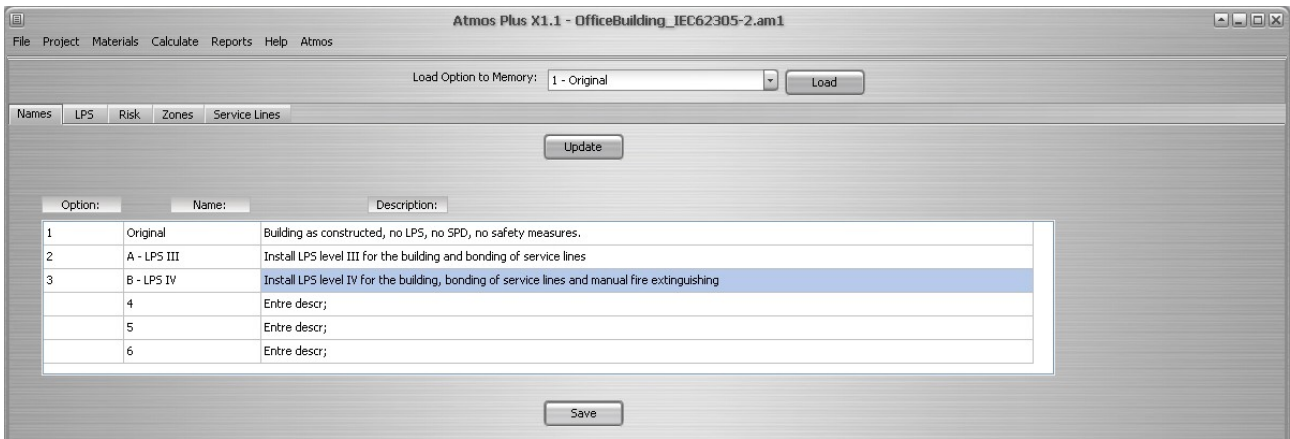 Atmos Plus X1.1 - OfficeBuilding_IEC62305-2.am1
File Project Materials Calculate Reports Help Atmos
Load Option to Memory: 1 - Original Load
Names LPS Risk Zones Service Lines
Update
Option: Name: Description:
1 Original Building as constructed, no LPS, no SPD, no safety measures.
2 A - LPS III Install LPS level III for the building and bonding of service lines
3 B - LPS IV Install LPS level IV for the building, bonding of service lines and manual fire extinguishing
4 Entre descr;
5 Entre descr;
6 Entre descr;
Save